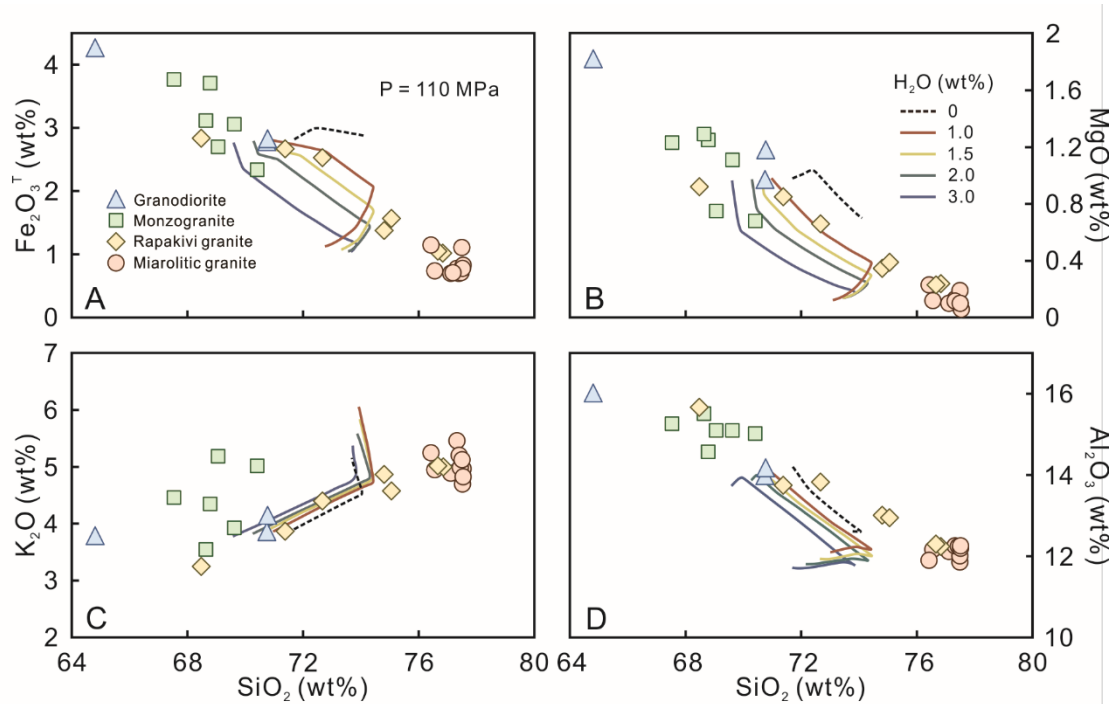 4
3
2
1
0
Fe₂O₃ᵀ (wt%)
P = 110 MPa
Granodiorite
Monzogranite
Rapakivi granite
Miarolitic granite
A
2
1.6
1.2
0.8
0.4
0
MgO (wt%)
H₂O (wt%)
0
1.0
1.5
2.0
3.0
B
7
6
5
4
3
2
K₂O (wt%)
C
64
68
72
76
80
SiO₂ (wt%)
16
14
12
10
Al₂O₃ (wt%)
D
64
68
72
76
80
SiO₂ (wt%)